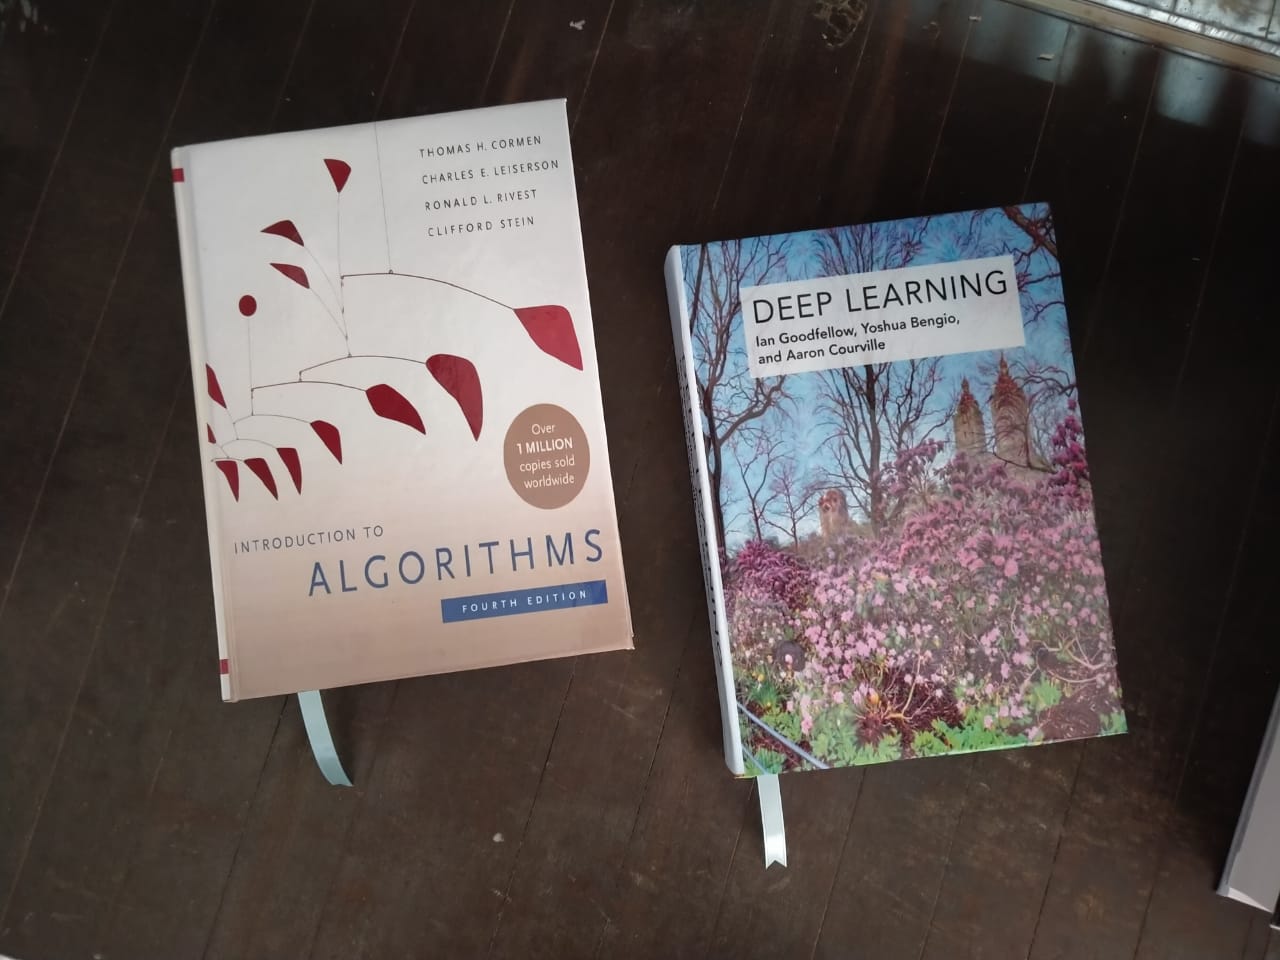 THOMAS H. CORMEN
CHARLES E. LEISERSON
RONALD L. RIVEST
CLIFFORD STEIN
Over
1 MILLION
copies sold
worldwide
INTRODUCTION TO
ALGORITHMS
FOURTH EDITION
DEEP LEARNING
Ian Goodfellow, Yoshua Bengio,
and Aaron Courville